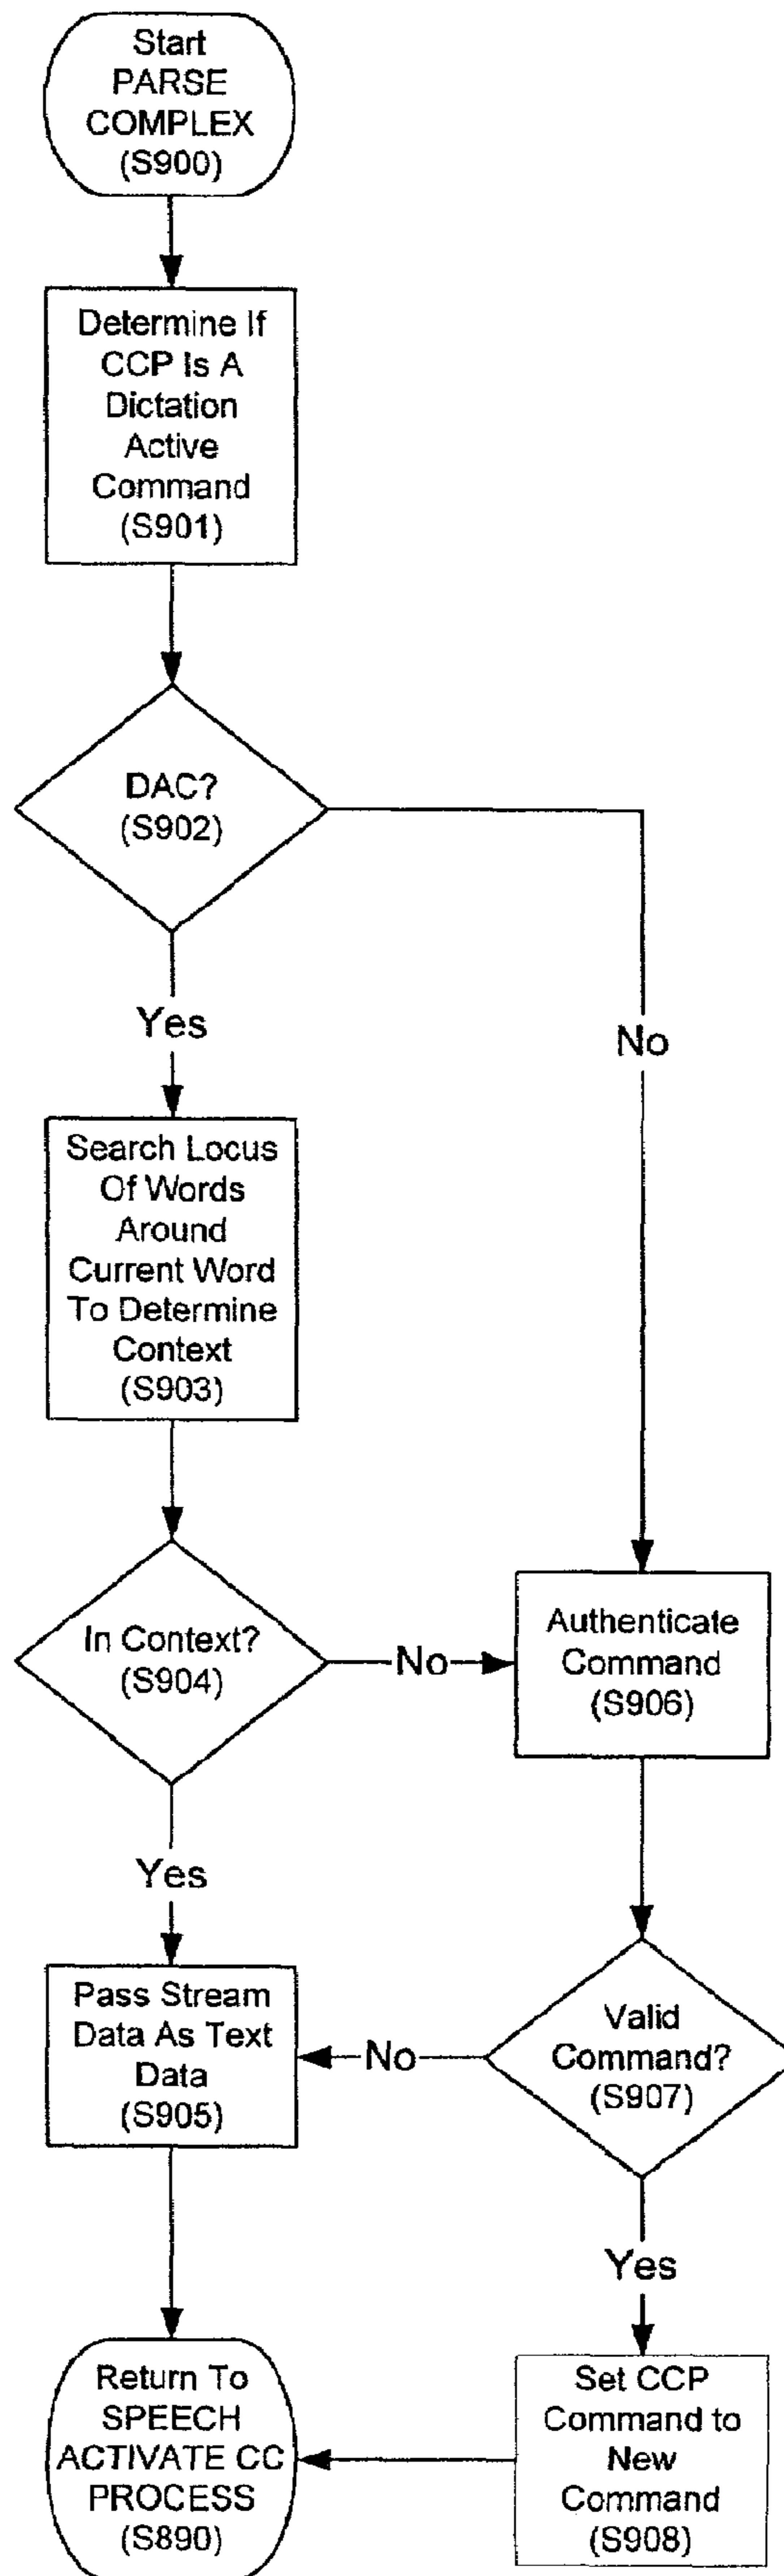 Start
PARSE
COMPLEX
(S900)
Determine If
CCP Is A
Dictation
Active
Command
(S901)
DAC?
(S902)
Yes
No
Search Locus
Of Words
Around
Current Word
To Determine
Context
(S903)
In Context?
(S904)
No
Authenticate
Command
(S906)
Yes
Pass Stream
Data As Text
Data
(S905)
No
Valid
Command?
(S907)
Yes
Return To
SPEECH
ACTIVATE CC
PROCESS
(S890)
Set CCP
Command to
New
Command
(S908)